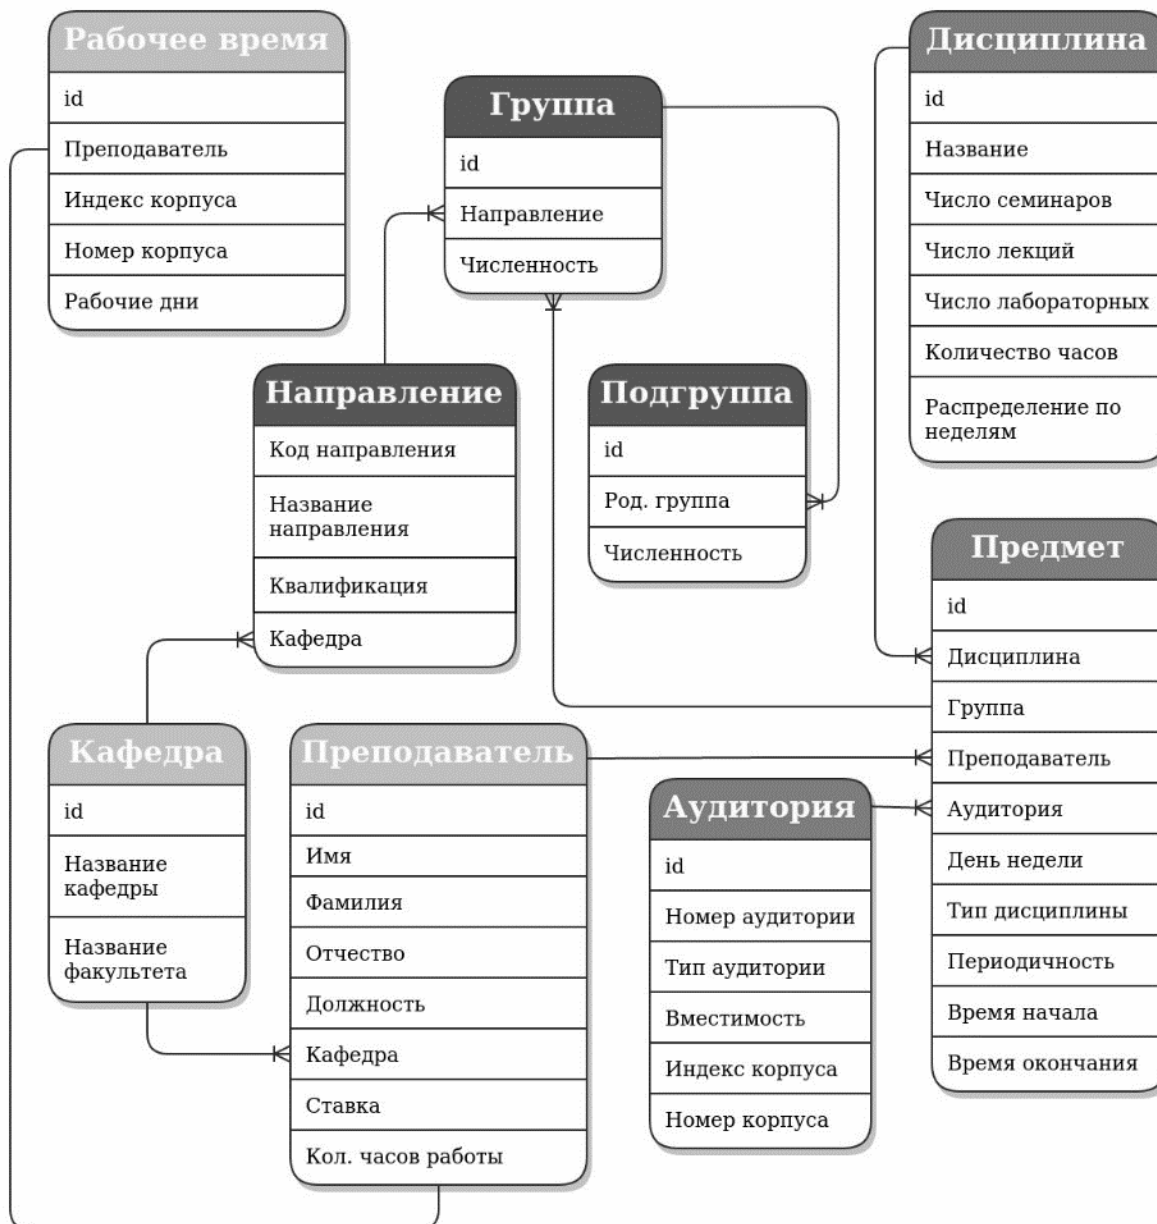 Рабочее время
id
Преподаватель
Индекс корпуса
Номер корпуса
Рабочие дни
Группа
id
Направление
Численность
Дисциплина
id
Название
Число семинаров
Число лекций
Число лабораторных
Количество часов
Распределение по
неделям
Направление
Код направления
Название
направления
Квалификация
Кафедра
Подгруппа
id
Род. группа
Численность
Предмет
id
Дисциплина
Группа
Преподаватель
Аудитория
День недели
Тип дисциплины
Периодичность
Время начала
Время окончания
Кафедра
id
Название
кафедры
Название
факультета
Преподаватель
id
Имя
Фамилия
Отчество
Должность
Кафедра
Ставка
Кол. часов работы
Аудитория
id
Номер аудитории
Тип аудитории
Вместимость
Индекс корпуса
Номер корпуса